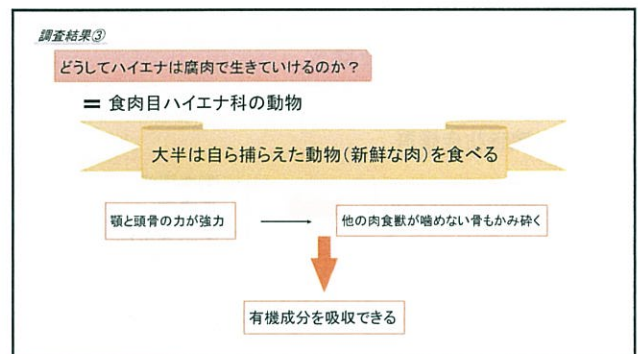 調査結果③
どうしてハイエナは腐肉で生きていけるのか？
＝ 食肉目ハイエナ科の動物
大半は自ら捕らえた動物（新鮮な肉）を食べる
顎と頭骨の力が強力
他の肉食獣が噛めない骨もかみ砕く
有機成分を吸収できる